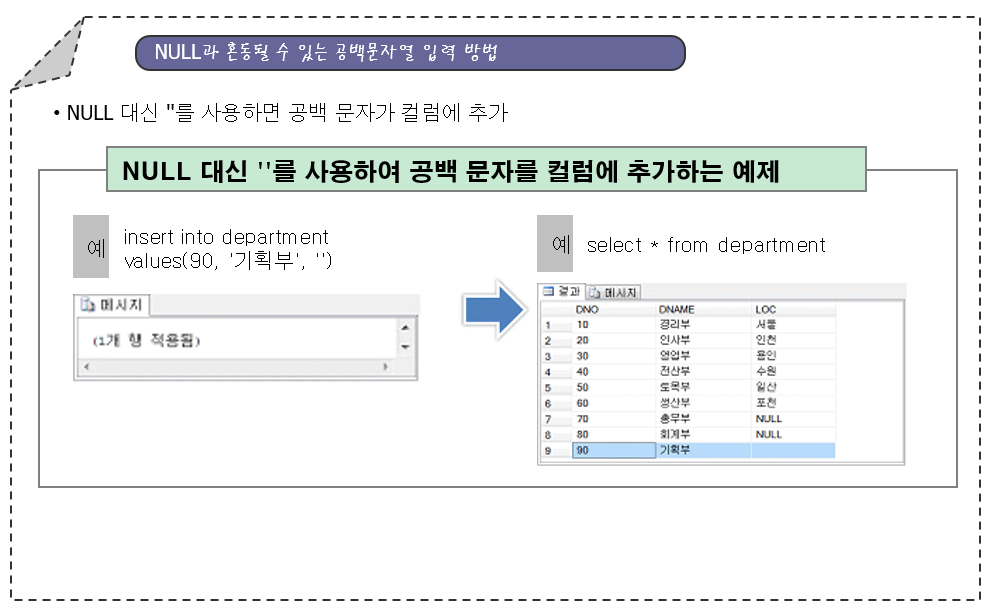 NULL과 혼동될 수 있는 공백문자열 입력 방법
• NULL 대신 ''를 사용하면 공백 문자가 컬럼에 추가
NULL 대신 ''를 사용하여 공백 문자를 컬럼에 추가하는 예제
예
insert into department
values(90, '기획부', '')
메시지
(1개 행 적용됨)
예
select * from department
결과 메시지
DNO DNAME LOC
1 10 경리부 서울
2 20 인사부 인천
3 30 영업부 용인
4 40 전산부 수원
5 50 토목부 일산
6 60 생산부 포천
7 70 총무부 NULL
8 80 회계부 NULL
9 90 기획부